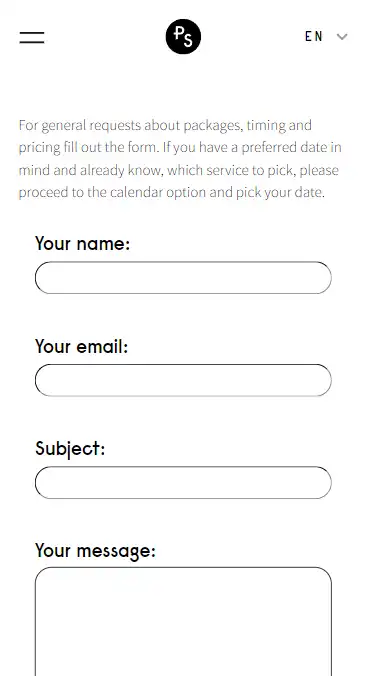 PS
EN
For general requests about packages, timing and
pricing fill out the form. If you have a preferred date in
mind and already know, which service to pick, please
proceed to the calendar option and pick your date.
Your name:
Your email:
Subject:
Your message: